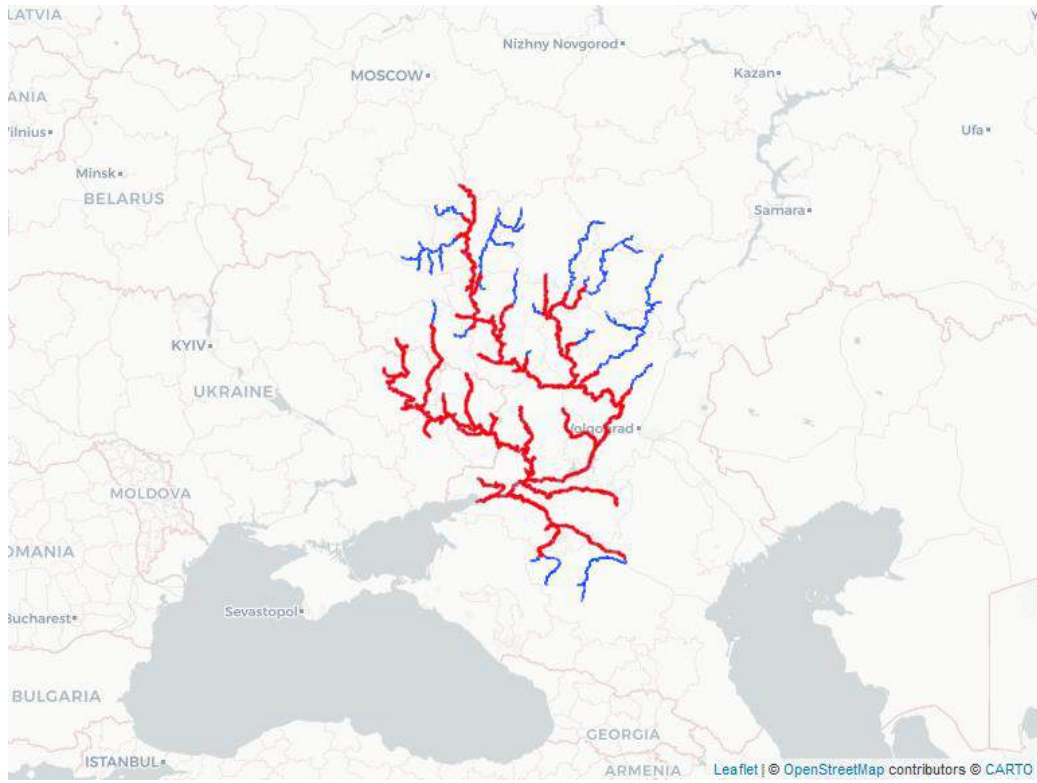 LATVIA
Nizhny Novgorod
MOSCOW
Kazan
ANIA
Vilnius
Ufa
Minsk
BELARUS
Samara
KYIV
UKRAINE
Volgograd
MOLDOVA
OMANIA
Sevastopol
Bucharest
BULGARIA
GEORGIA
ISTANBUL
ARMENIA
Leaflet | © OpenStreetMap contributors © CARTO